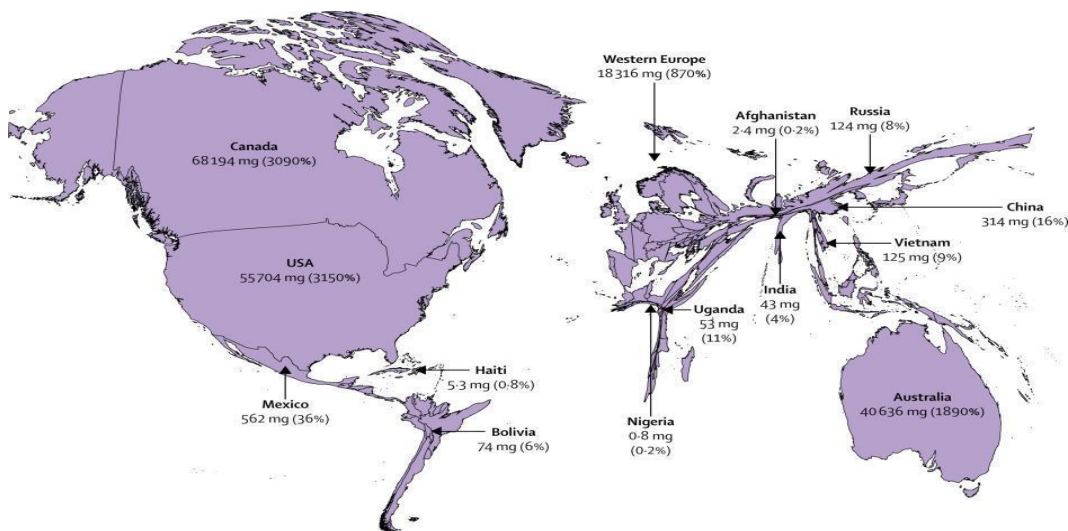 Canada
68194 mg (3090%)
USA
55704 mg (3150%)
Mexico
562 mg (36%)
Haiti
5·3 mg (0·8%)
Bolivia
74 mg (6%)
Western Europe
18316 mg (870%)
Afghanistan
2·4 mg (0·2%)
Russia
124 mg (8%)
China
314 mg (16%)
Vietnam
125 mg (9%)
India
43 mg
(4%)
Uganda
53 mg
(11%)
Nigeria
0·8 mg
(0·2%)
Australia
40636 mg (1890%)